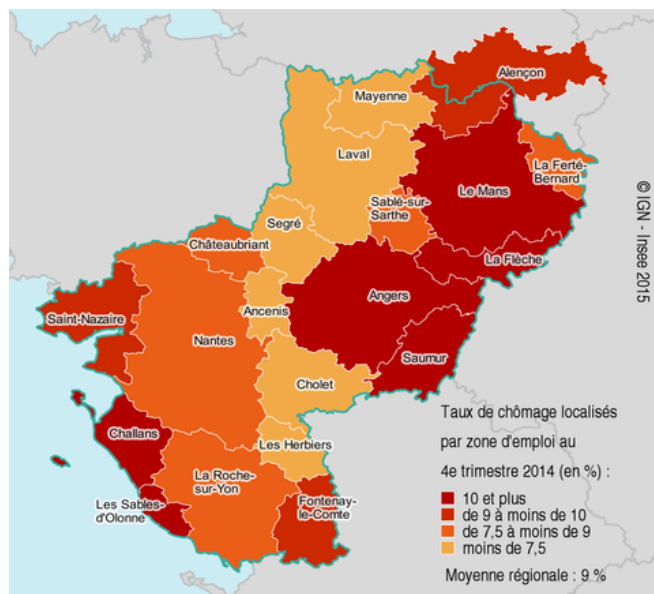 Alençon
Mayenne
La Ferté-
Bernard
Laval
Le Mans
Sablé-sur-
Sarthe
Segré
Châteaubriant
La Flèche
Angers
Ancenis
Saint-Nazaire
Nantes
Saumur
Cholet
Challans
Les Herbiers
La Roche-
sur-Yon
Les Sables-
d'Olonne
Fontenay-
le-Comte
© IGN - Insee 2015
Taux de chômage localisés
par zone d'emploi au
4e trimestre 2014 (en %) :
10 et plus
de 9 à moins de 10
de 7,5 à moins de 9
moins de 7,5
Moyenne régionale : 9 %